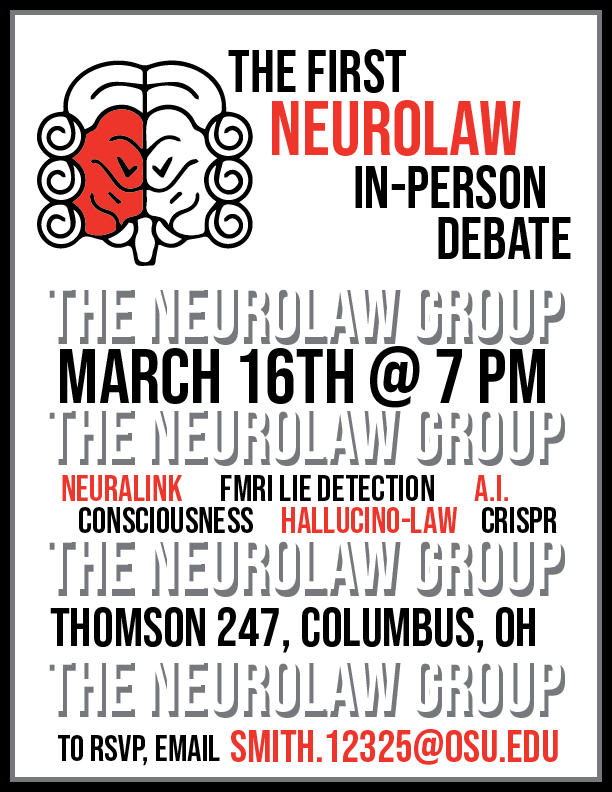 THE FIRST
NEUROLAW
IN-PERSON
DEBATE
THE NEUROLAW GROUP
MARCH 16TH @ 7 PM
THE NEUROLAW GROUP
NEURALINK FMRI LIE DETECTION A.I.
CONSCIOUSNESS HALLUCINO-LAW CRISPR
THE NEUROLAW GROUP
THOMSON 247, COLUMBUS, OH
THE NEUROLAW GROUP
TO RSVP, EMAIL SMITH.12325@OSU.EDU